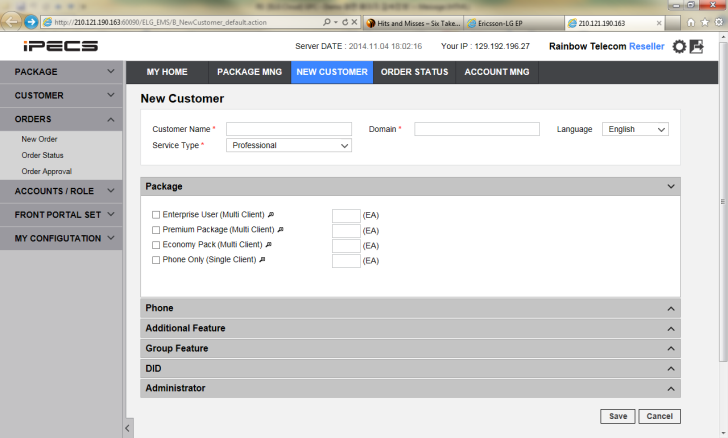 http://210.121.190.163:60090/ELG_EMS/B_NewCustomer_default.action
Hits and Misses – Six Take...
Ericsson-LG EP
210.121.190.163
iPECS
Server DATE : 2014.11.04 18:02:16
Your IP : 129.192.196.27
Rainbow Telecom Reseller
PACKAGE
CUSTOMER
ORDERS
New Order
Order Status
Order Approval
ACCOUNTS / ROLE
FRONT PORTAL SET
MY CONFIGUTATION
MY HOME
PACKAGE MNG
NEW CUSTOMER
ORDER STATUS
ACCOUNT MNG
New Customer
Customer Name *
Domain *
Language
English
Service Type *
Professional
Package
Enterprise User (Multi Client)
(EA)
Premium Package (Multi Client)
(EA)
Economy Pack (Multi Client)
(EA)
Phone Only (Single Client)
(EA)
Phone
Additional Feature
Group Feature
DID
Administrator
Save
Cancel